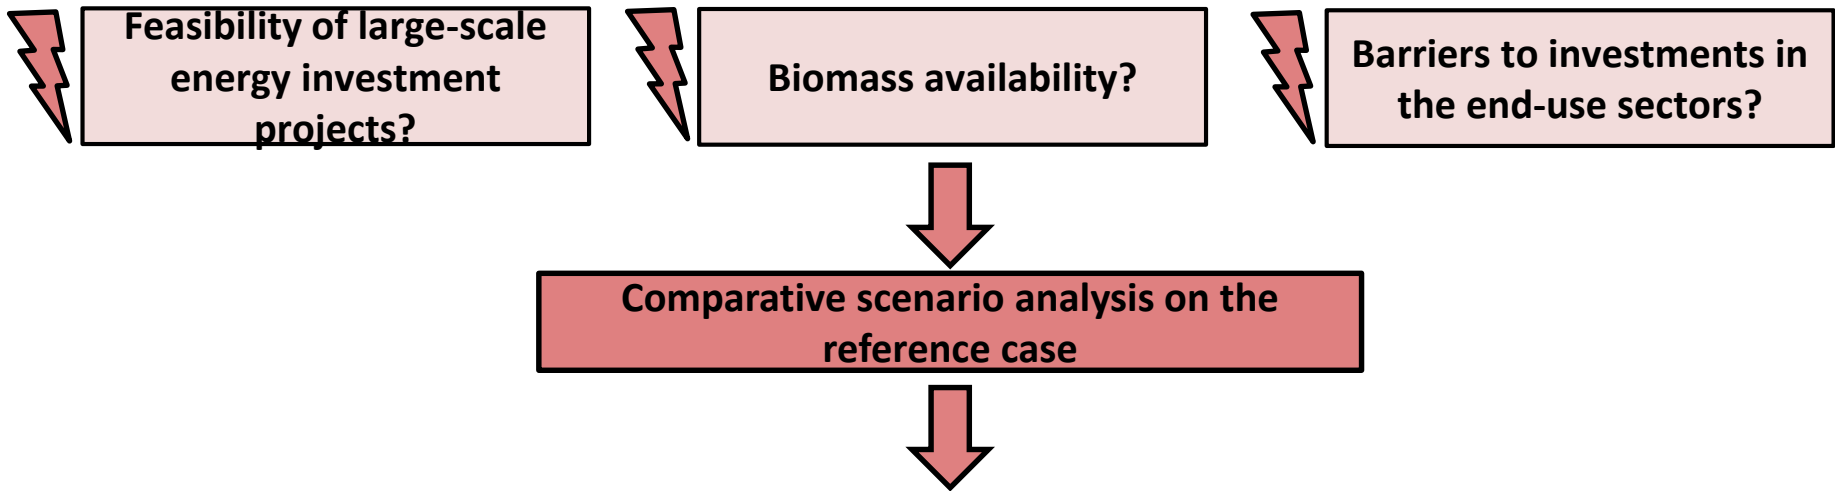 Feasibility of large-scale
energy investment
projects?
Biomass availability?
Barriers to investments in
the end-use sectors?
Comparative scenario analysis on the
reference case